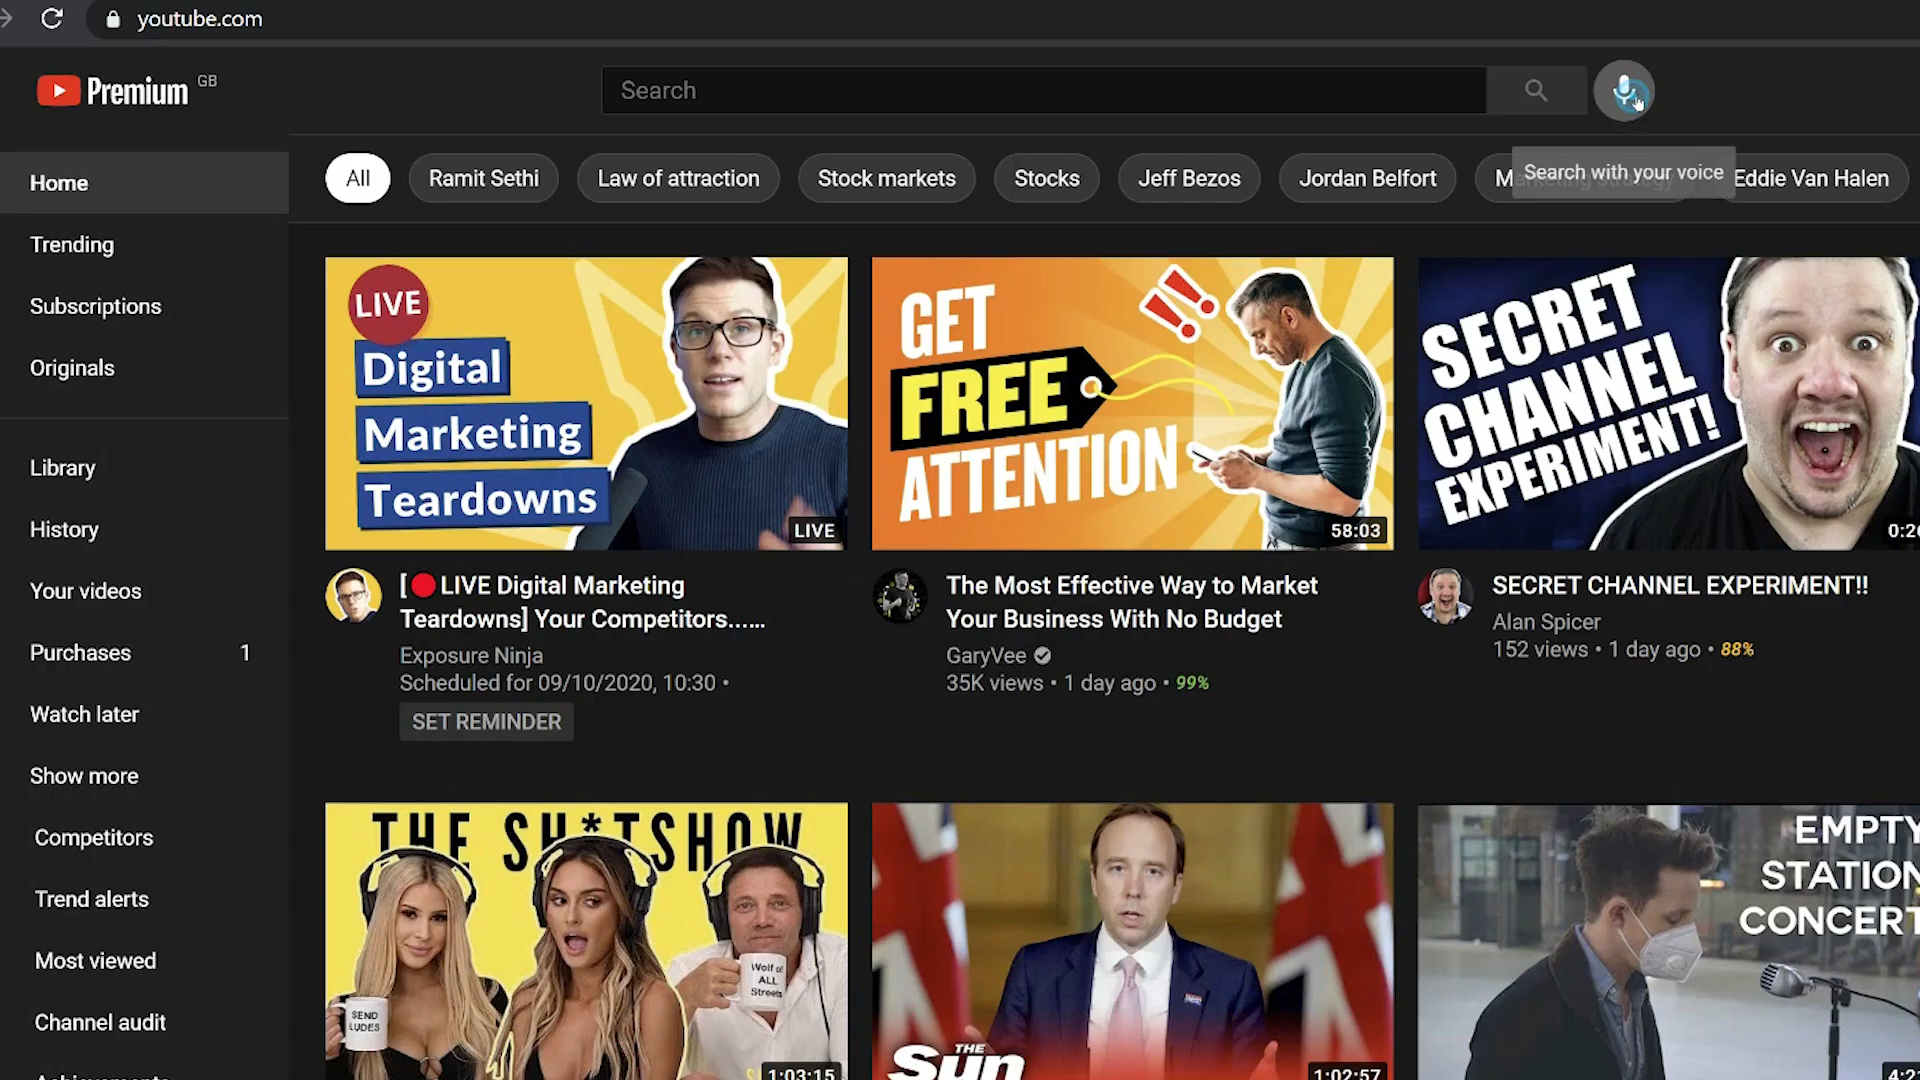 youtube.com
Premium GB
Search
Search with your voice
Home
Trending
Subscriptions
Originals
Library
History
Your videos
Purchases 1
Watch later
Show more
Competitors
Trend alerts
Most viewed
Channel audit
All
Ramit Sethi
Law of attraction
Stock markets
Stocks
Jeff Bezos
Jordan Belfort
Eddie Van Halen
LIVE
Digital
Marketing
Teardowns
LIVE
[🔴LIVE Digital Marketing
Teardowns] Your Competitors......
Exposure Ninja
Scheduled for 09/10/2020, 10:30 •
SET REMINDER
GET
FREE
ATTENTION
58:03
The Most Effective Way to Market
Your Business With No Budget
GaryVee
35K views • 1 day ago • 99%
SECRET
CHANNEL
EXPERIMENT!
SECRET CHANNEL EXPERIMENT!!
Alan Spicer
152 views • 1 day ago • 88%
THE SH*TSHOW
SEND
LUDES
Wolf of
ALL
Streets
1:03:15
THE
Sun
1:02:57
EMPTY
STATION
CONCERT